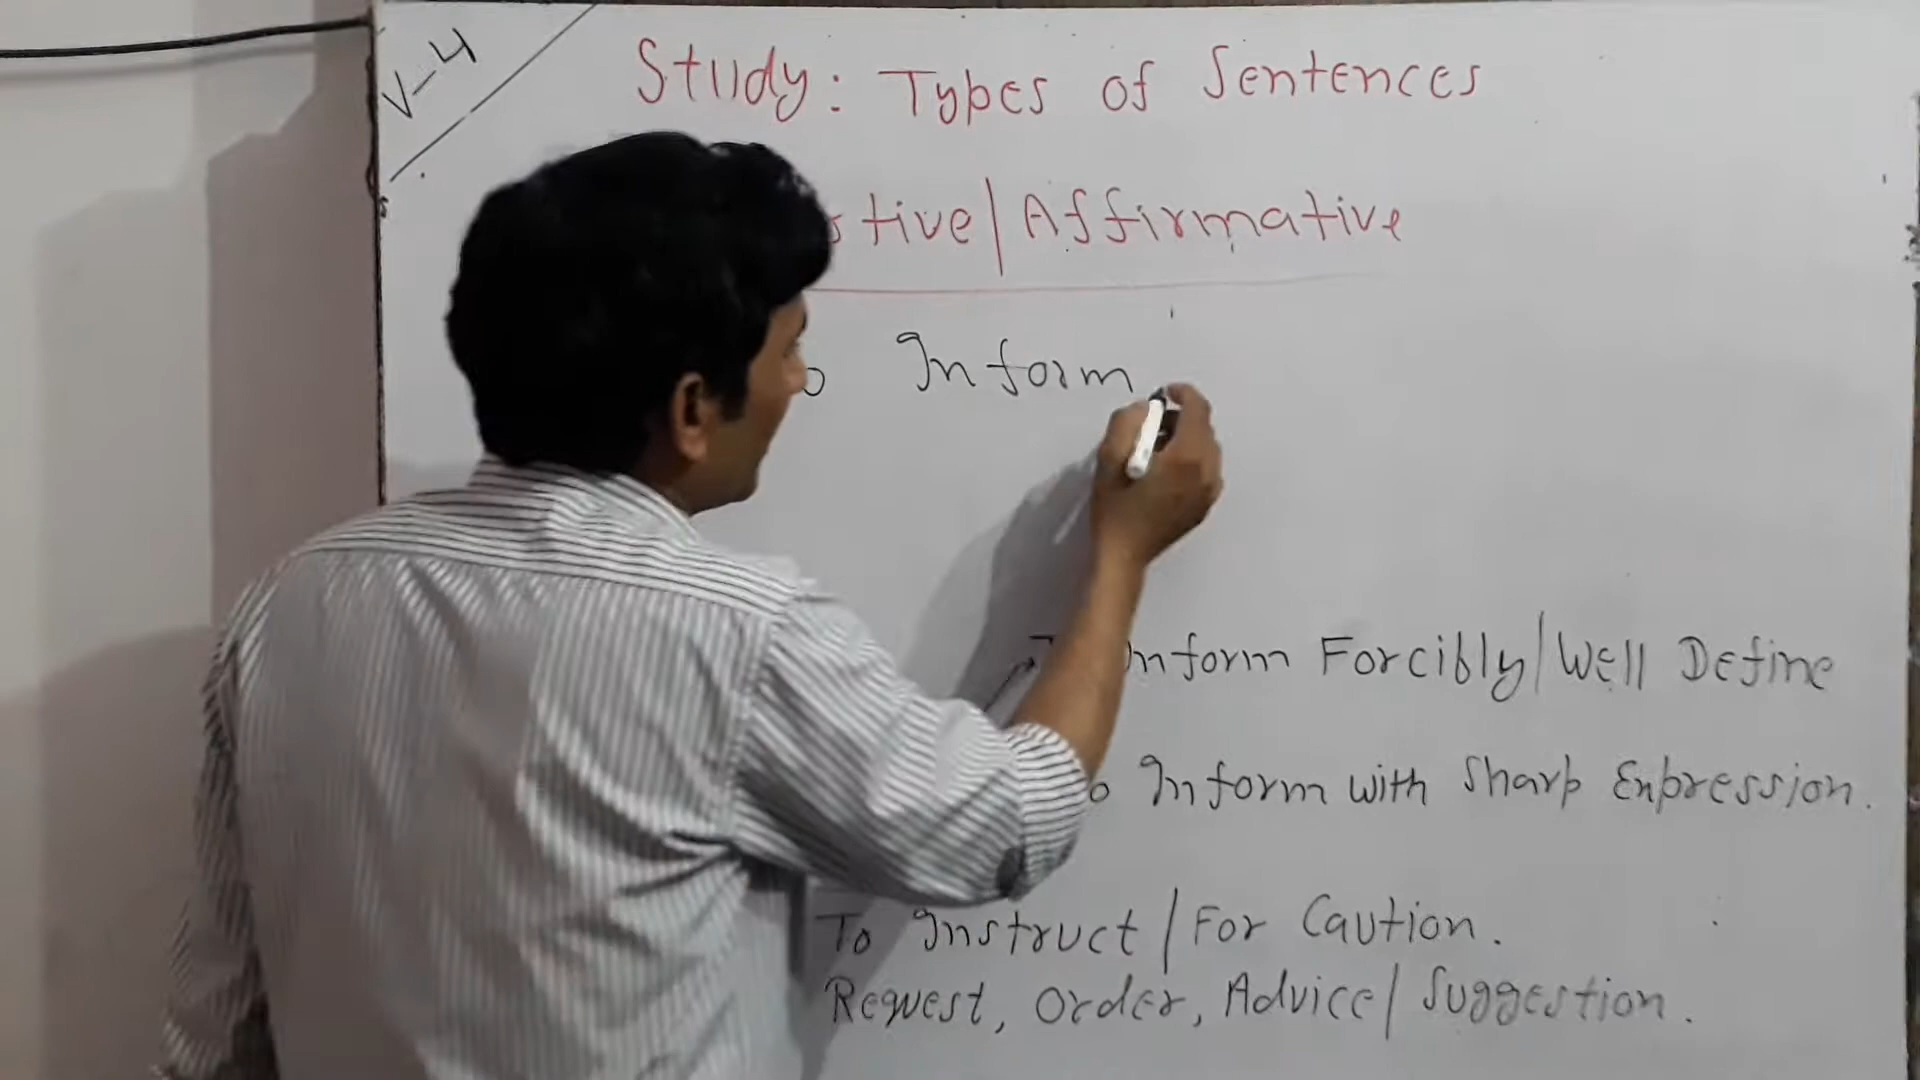 V-4
Study: Types of Sentences
tive/Affirmative
Inform
Inform Forcibly/Well Define
Inform with Sharp Expression.
To Instruct/For Caution.
Request, Order, Advice/Suggestion.